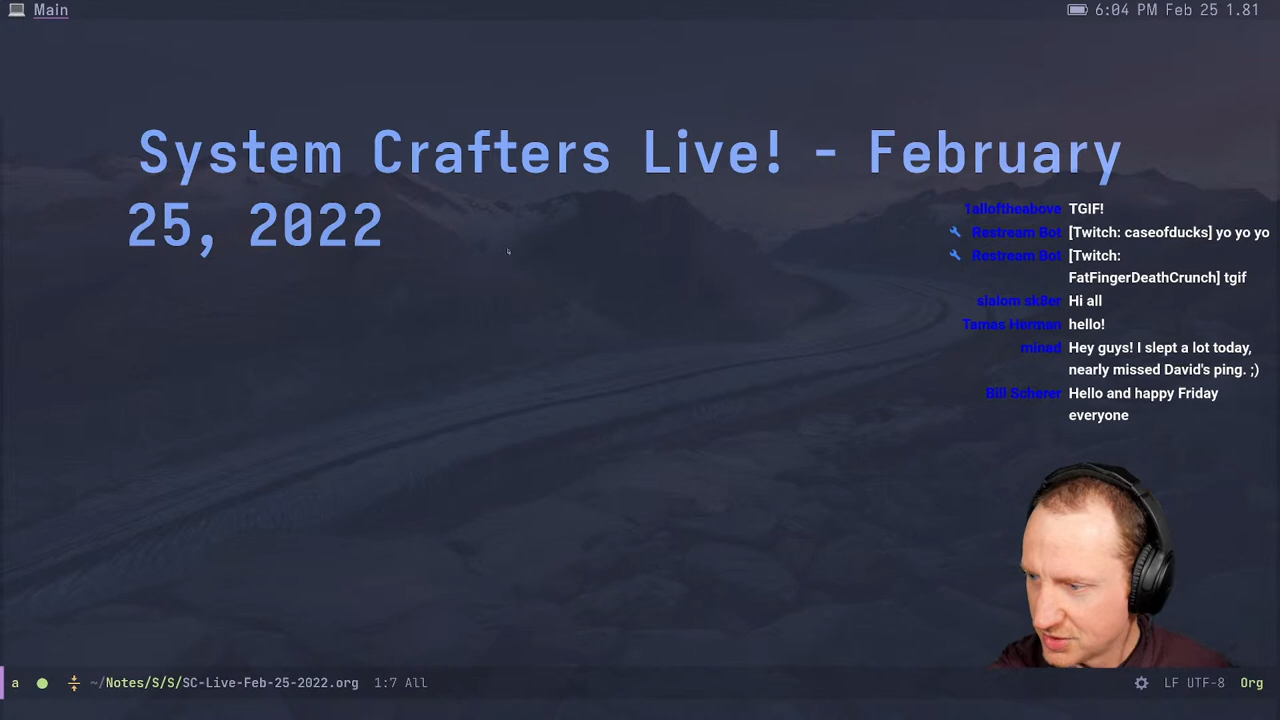 Main
6:04 PM Feb 25 1.81
System Crafters Live! - February
25, 2022
1alloftheabove TGIF!
Restream Bot [Twitch: caseofducks] yo yo yo
Restream Bot [Twitch:
FatFingerDeathCrunch] tgif
slalom sk8er Hi all
Tamas Herman hello!
minad Hey guys! I slept a lot today,
nearly missed David's ping. ;)
Bill Scherer Hello and happy Friday
everyone
a ~/Notes/S/S/SC-Live-Feb-25-2022.org 1:7 All
LF UTF-8 Org